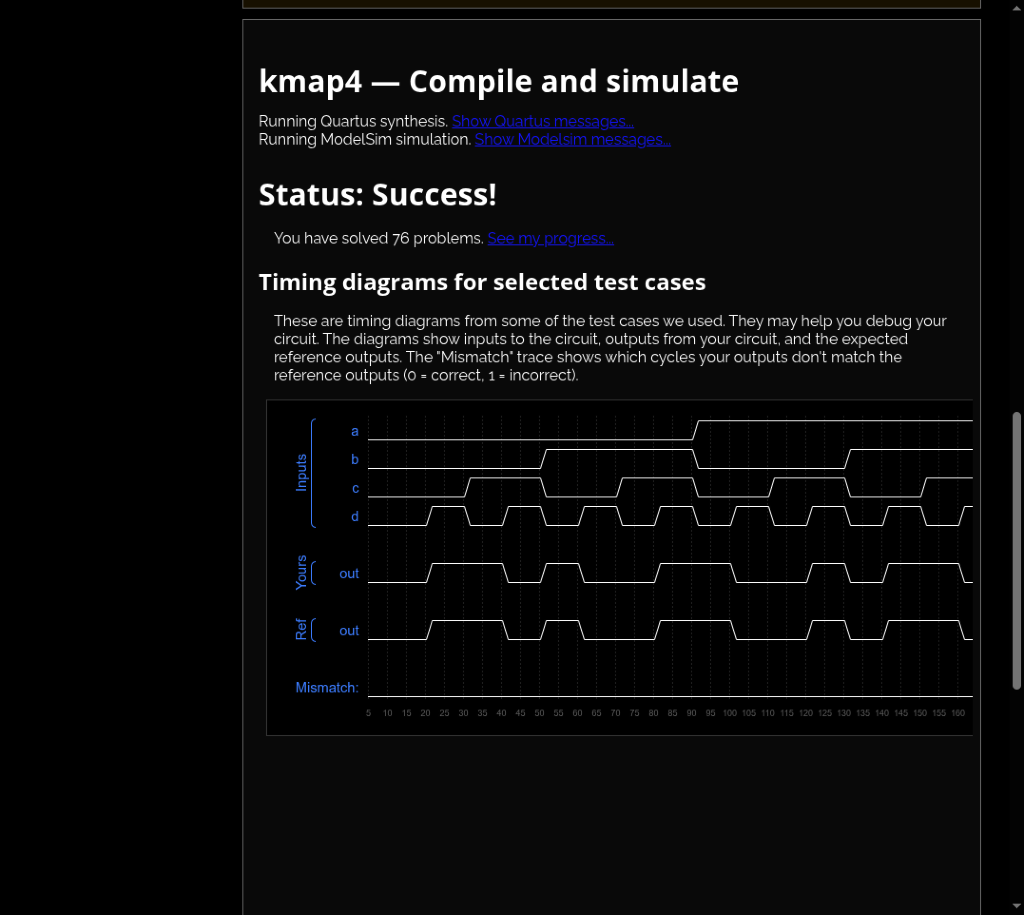 kmap4 — Compile and simulate
Running Quartus synthesis. Show Quartus messages...
Running ModelSim simulation. Show Modelsim messages...
Status: Success!
You have solved 76 problems. See my progress...
Timing diagrams for selected test cases
These are timing diagrams from some of the test cases we used. They may help you debug your
circuit. The diagrams show inputs to the circuit, outputs from your circuit, and the expected
reference outputs. The "Mismatch" trace shows which cycles your outputs don't match the
reference outputs (0 = correct, 1 = incorrect).
Inputs
a
b
c
d
Yours
out
Ref
out
Mismatch:
5 10 15 20 25 30 35 40 45 50 55 60 65 70 75 80 85 90 95 100 105 110 115 120 125 130 135 140 145 150 155 160